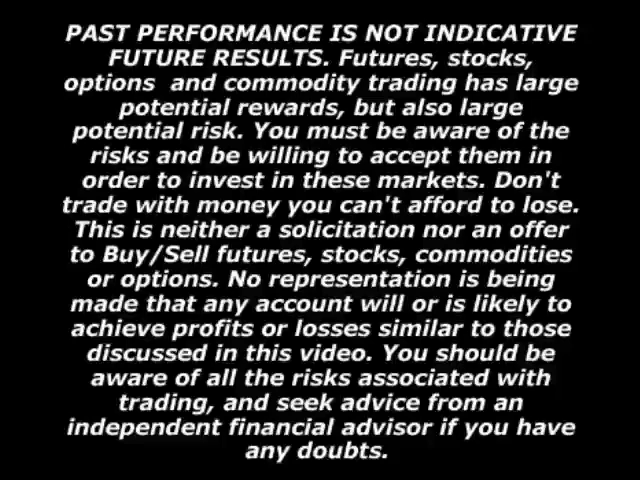 PAST PERFORMANCE IS NOT INDICATIVE
FUTURE RESULTS. Futures, stocks,
options  and commodity trading has large
potential rewards, but also large
potential risk. You must be aware of the
risks and be willing to accept them in
order to invest in these markets. Don't
trade with money you can't afford to lose.
This is neither a solicitation nor an offer
to Buy/Sell futures, stocks, commodities
or options. No representation is being
made that any account will or is likely to
achieve profits or losses similar to those
discussed in this video. You should be
aware of all the risks associated with
trading, and seek advice from an
independent financial advisor if you have
any doubts.